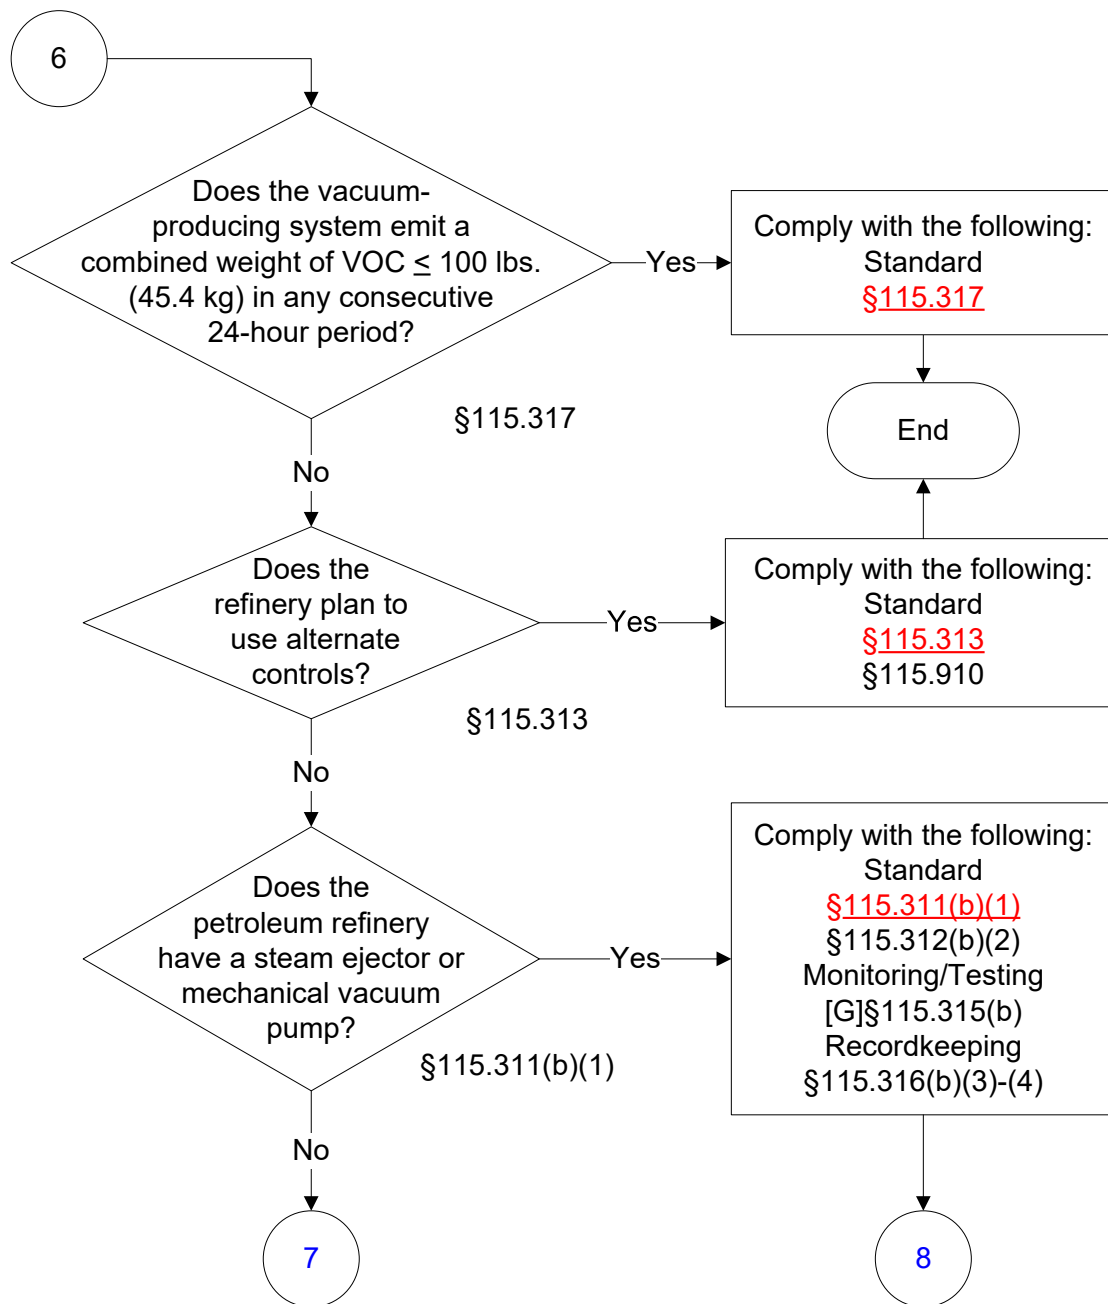 6
Does the vacuum-
producing system emit a
combined weight of VOC ≤ 100 lbs.
(45.4 kg) in any consecutive
24-hour period?
Yes
Comply with the following:
Standard
§115.317
§115.317
End
No
Does the
refinery plan to
use alternate
controls?
Yes
Comply with the following:
Standard
§115.313
§115.910
§115.313
No
Does the
petroleum refinery
have a steam ejector or
mechanical vacuum
pump?
Yes
Comply with the following:
Standard
§115.311(b)(1)
§115.312(b)(2)
Monitoring/Testing
[G]§115.315(b)
Recordkeeping
§115.316(b)(3)-(4)
§115.311(b)(1)
No
7
8